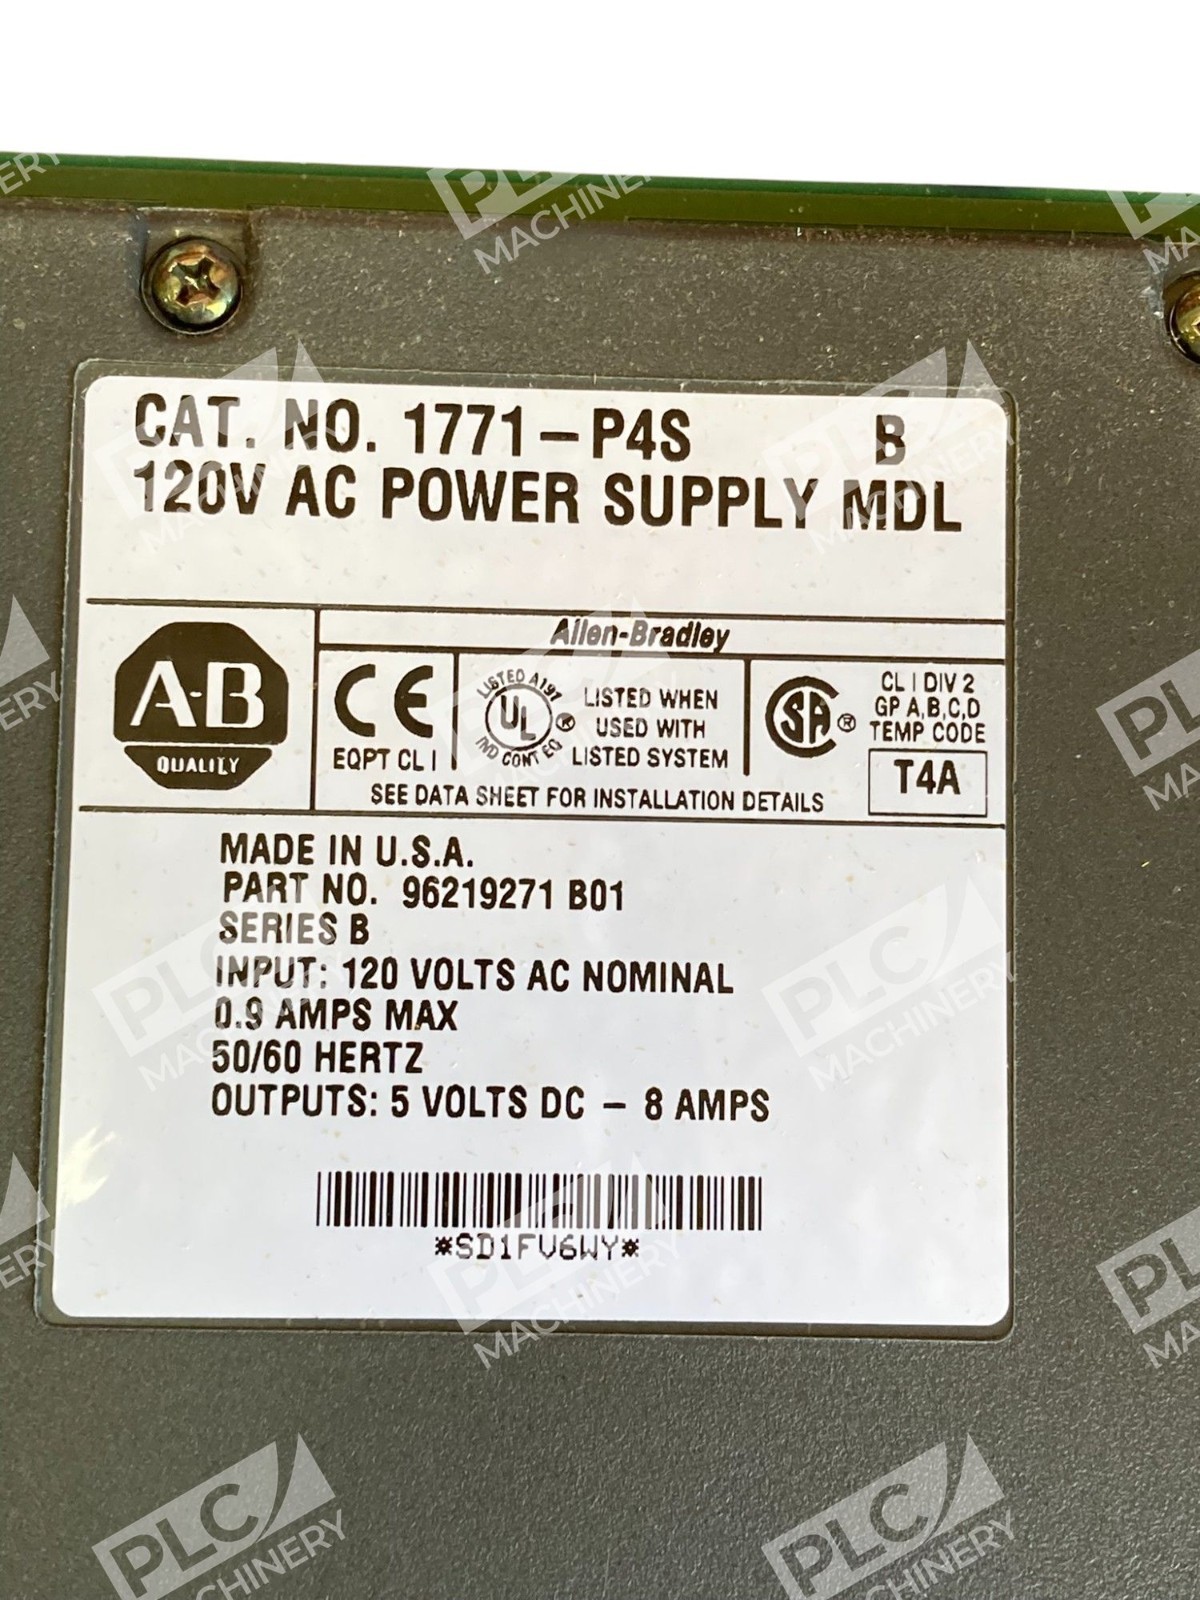 CAT. NO. 1771-P4S B
120V AC POWER SUPPLY MDL
Allen-Bradley
A-B
QUALITY
CE
EQPT CL I
LISTED A197
UL ®
IND CONT EQ
LISTED WHEN
USED WITH
LISTED SYSTEM
SA ®
CL I DIV 2
GP A,B,C,D
TEMP CODE
T4A
SEE DATA SHEET FOR INSTALLATION DETAILS
MADE IN U.S.A.
PART NO. 96219271 B01
SERIES B
INPUT: 120 VOLTS AC NOMINAL
0.9 AMPS MAX
50/60 HERTZ
OUTPUTS: 5 VOLTS DC - 8 AMPS
*SD1FV6WY*
PLC
MACHINERY